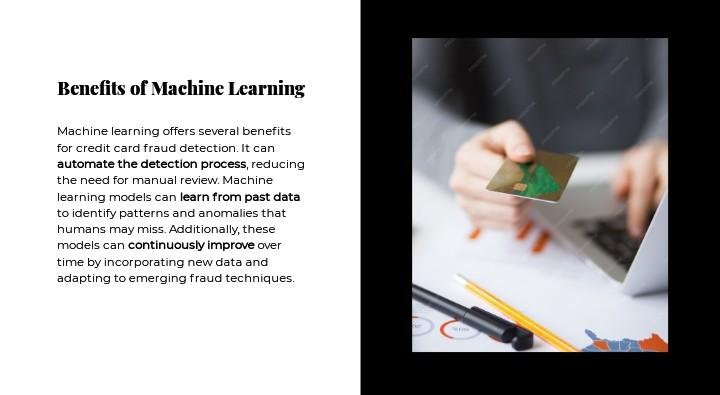 Benefits of Machine Learning
Machine learning offers several benefits
for credit card fraud detection. It can
automate the detection process, reducing
the need for manual review. Machine
learning models can learn from past data
to identify patterns and anomalies that
humans may miss. Additionally, these
models can continuously improve over
time by incorporating new data and
adapting to emerging fraud techniques.